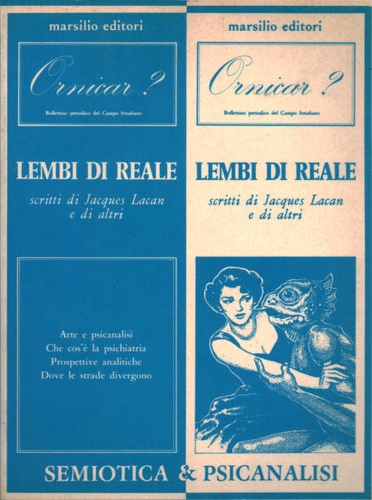 marsilio editori
Ornicar ?
Bollettino periodico del Campo freudiano
LEMBI DI REALE
scritti di Jacques Lacan
e di altri
Arte e psicanalisi
Che cos'è la psichiatria
Prospettive analitiche
Dove le strade divergono
marsilio editori
Ornicar ?
Bollettino periodico del Campo freudiano
LEMBI DI REALE
scritti di Jacques Lacan
e di altri
SEMIOTICA & PSICANALISI